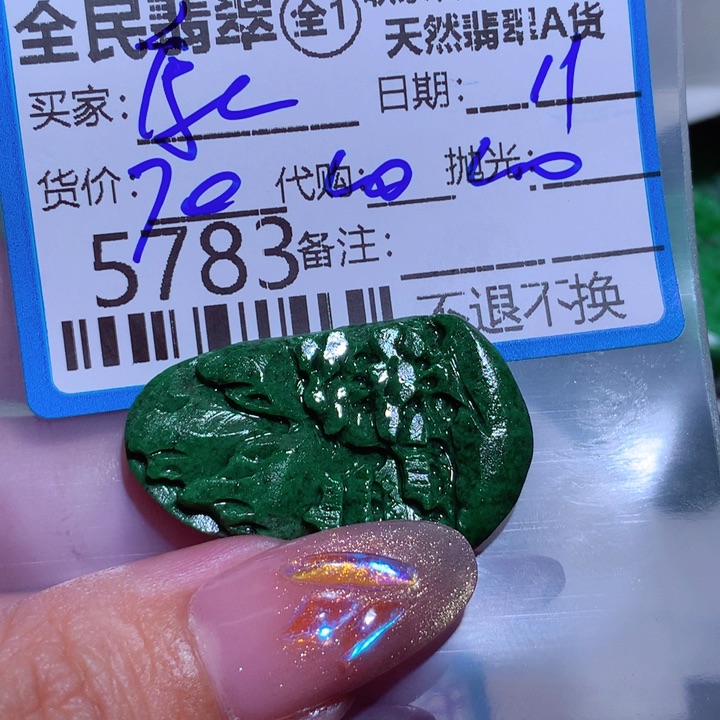 全民翡翠 全1
天然翡翠A货
买家: 日期: 11
货价: 70 代购: 60 抛光:
5783 备注:
不退不换